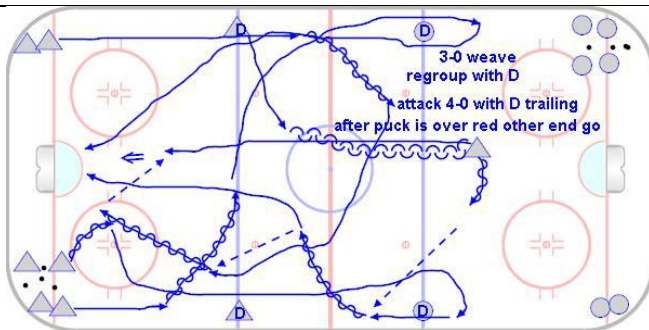 D
D
3-0 weave
regroup with D
attack 4-0 with D trailing
after puck is over red other end go
D
D